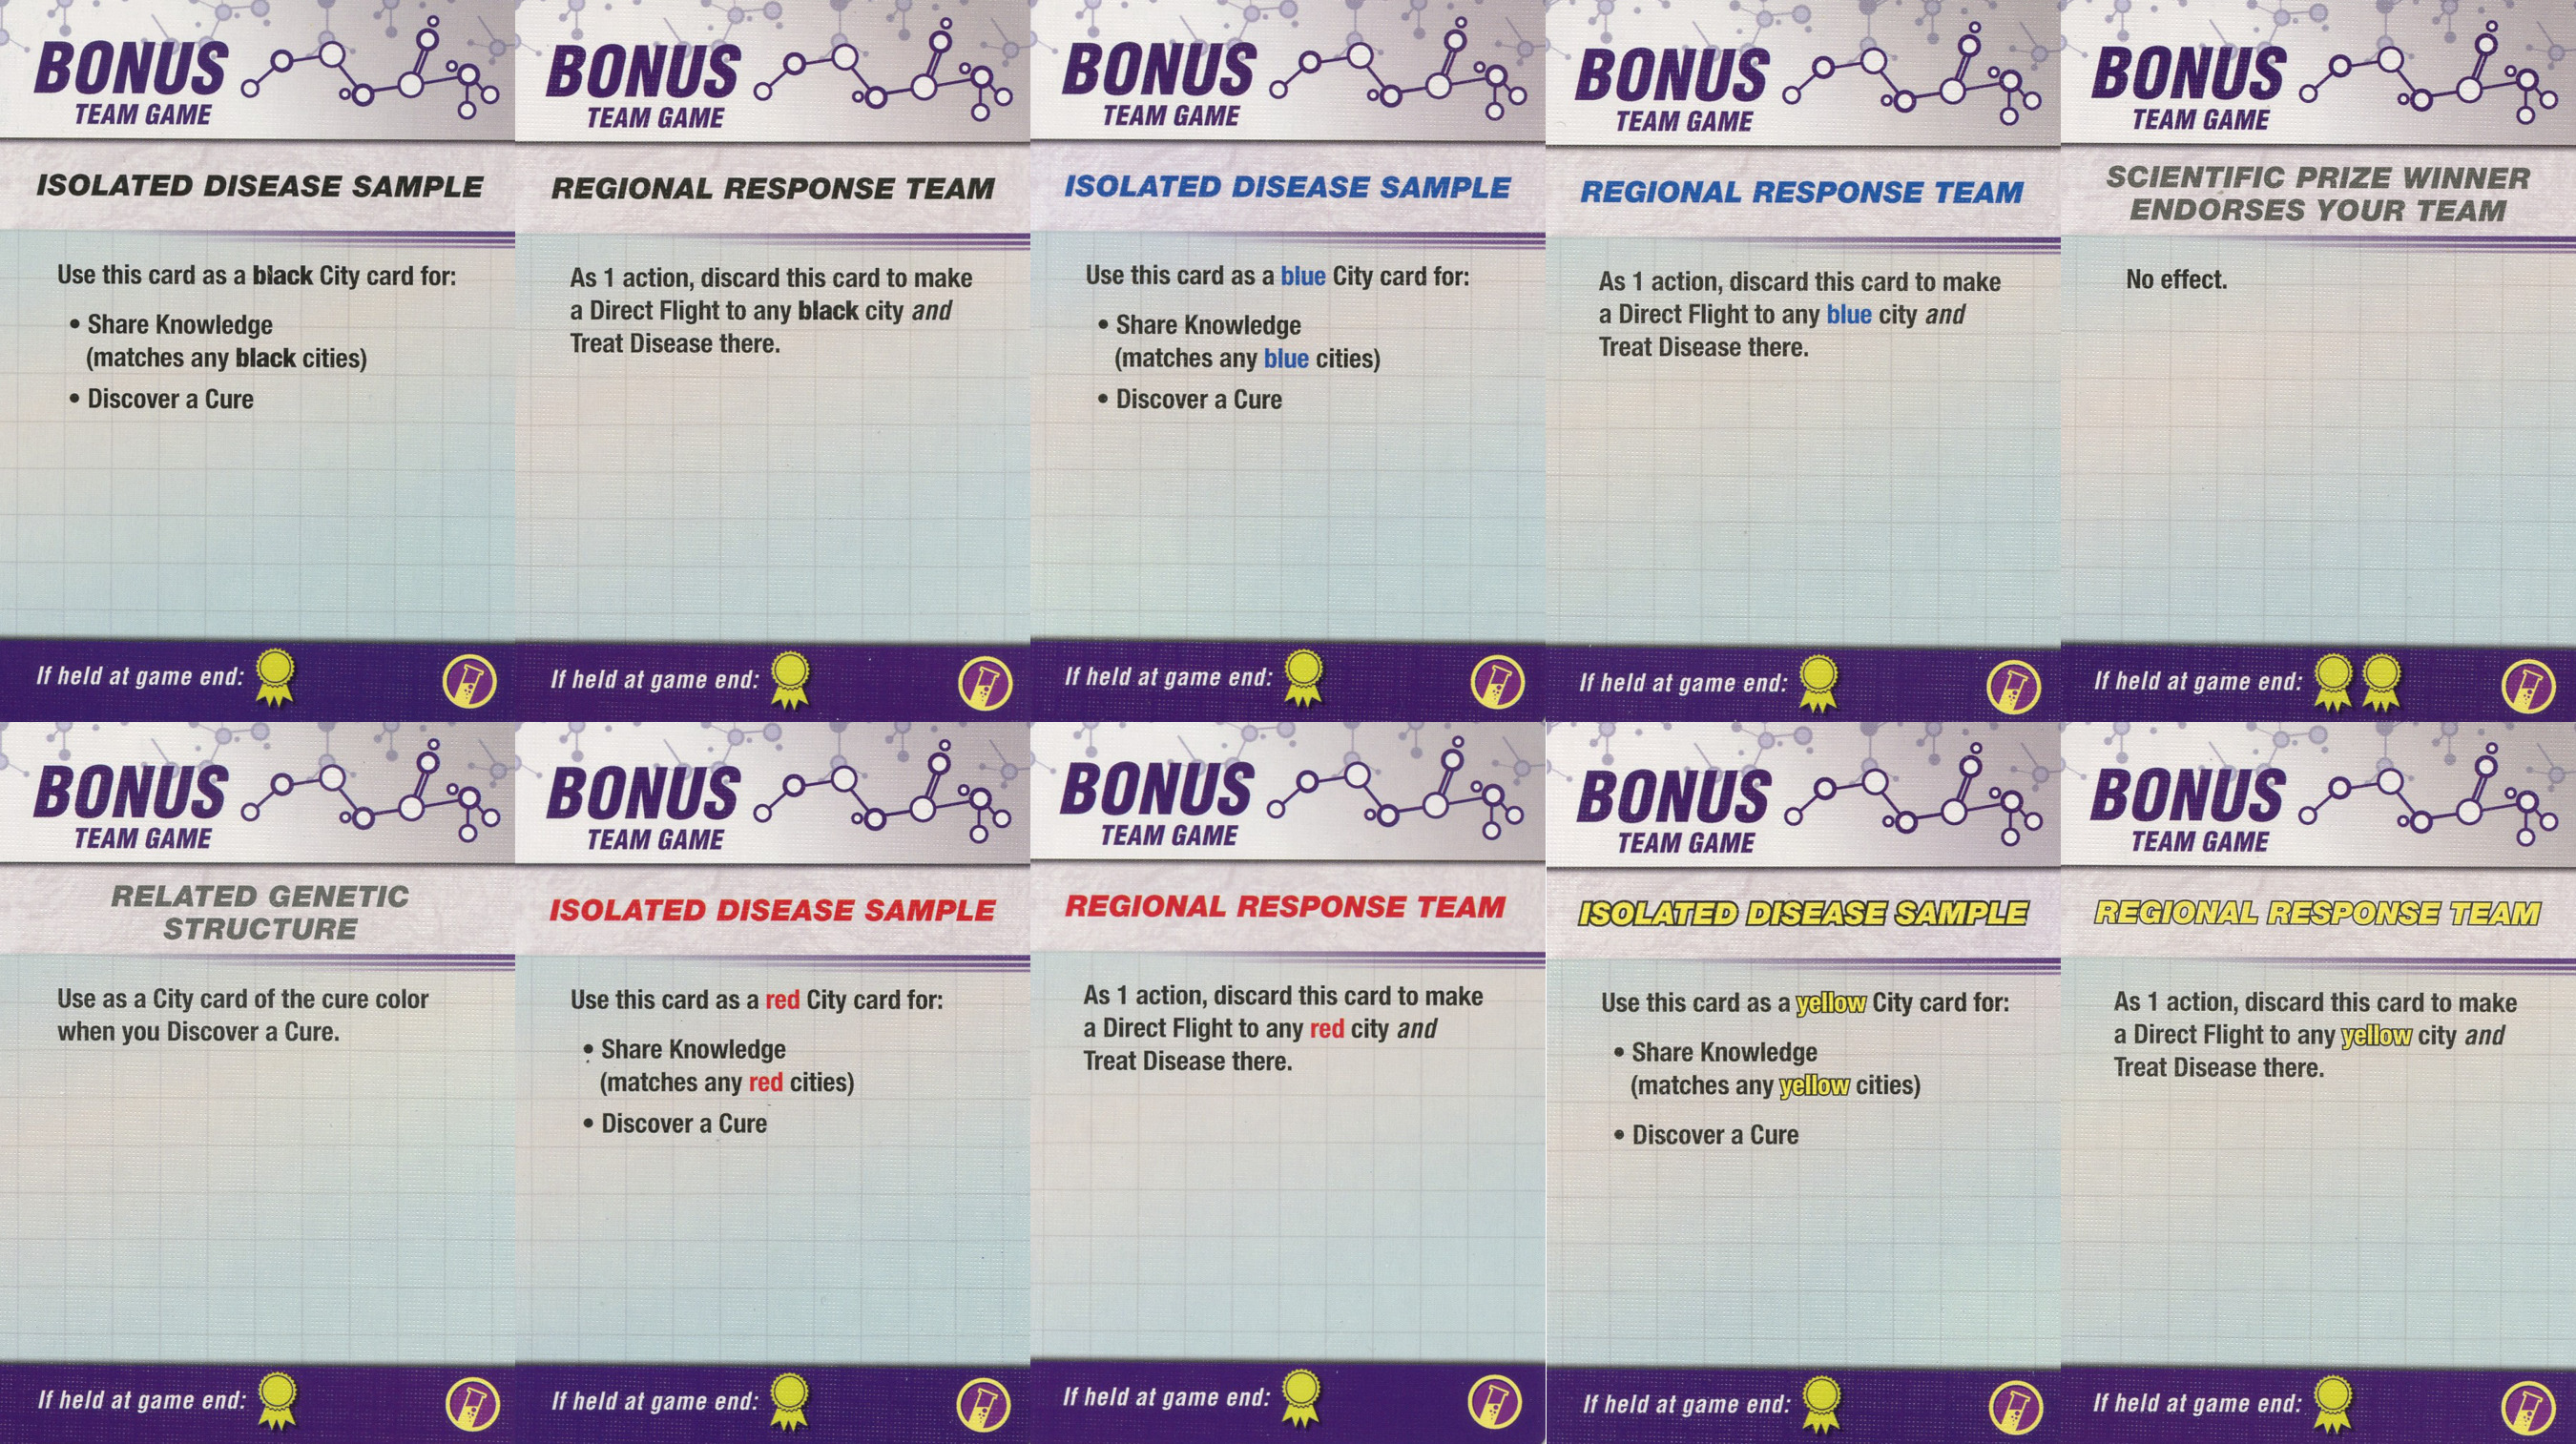 BONUS
TEAM GAME
ISOLATED DISEASE SAMPLE
Use this card as a black City card for:
• Share Knowledge
(matches any black cities)
• Discover a Cure
If held at game end:
BONUS
TEAM GAME
REGIONAL RESPONSE TEAM
As 1 action, discard this card to make
a Direct Flight to any black city and
Treat Disease there.
If held at game end:
BONUS
TEAM GAME
ISOLATED DISEASE SAMPLE
Use this card as a blue City card for:
• Share Knowledge
(matches any blue cities)
• Discover a Cure
If held at game end:
BONUS
TEAM GAME
REGIONAL RESPONSE TEAM
As 1 action, discard this card to make
a Direct Flight to any blue city and
Treat Disease there.
If held at game end:
BONUS
TEAM GAME
SCIENTIFIC PRIZE WINNER
ENDORSES YOUR TEAM
No effect.
If held at game end:
BONUS
TEAM GAME
RELATED GENETIC
STRUCTURE
Use as a City card of the cure color
when you Discover a Cure.
If held at game end:
BONUS
TEAM GAME
ISOLATED DISEASE SAMPLE
Use this card as a red City card for:
• Share Knowledge
(matches any red cities)
• Discover a Cure
If held at game end:
BONUS
TEAM GAME
REGIONAL RESPONSE TEAM
As 1 action, discard this card to make
a Direct Flight to any red city and
Treat Disease there.
If held at game end:
BONUS
TEAM GAME
ISOLATED DISEASE SAMPLE
Use this card as a yellow City card for:
• Share Knowledge
(matches any yellow cities)
• Discover a Cure
If held at game end:
BONUS
TEAM GAME
REGIONAL RESPONSE TEAM
As 1 action, discard this card to make
a Direct Flight to any yellow city and
Treat Disease there.
If held at game end: